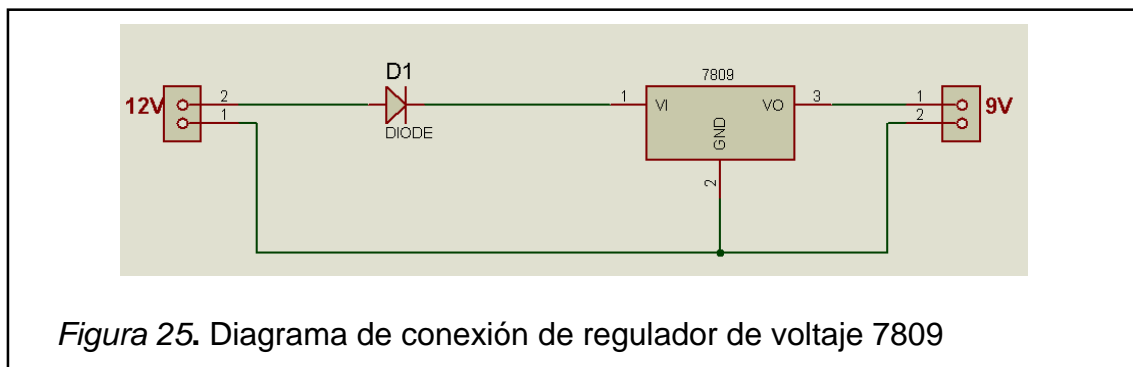 D1
7809
12V 2 1 VI VO 3 1 9V
1 DIODE GND 2
2
Figura 25. Diagrama de conexión de regulador de voltaje 7809